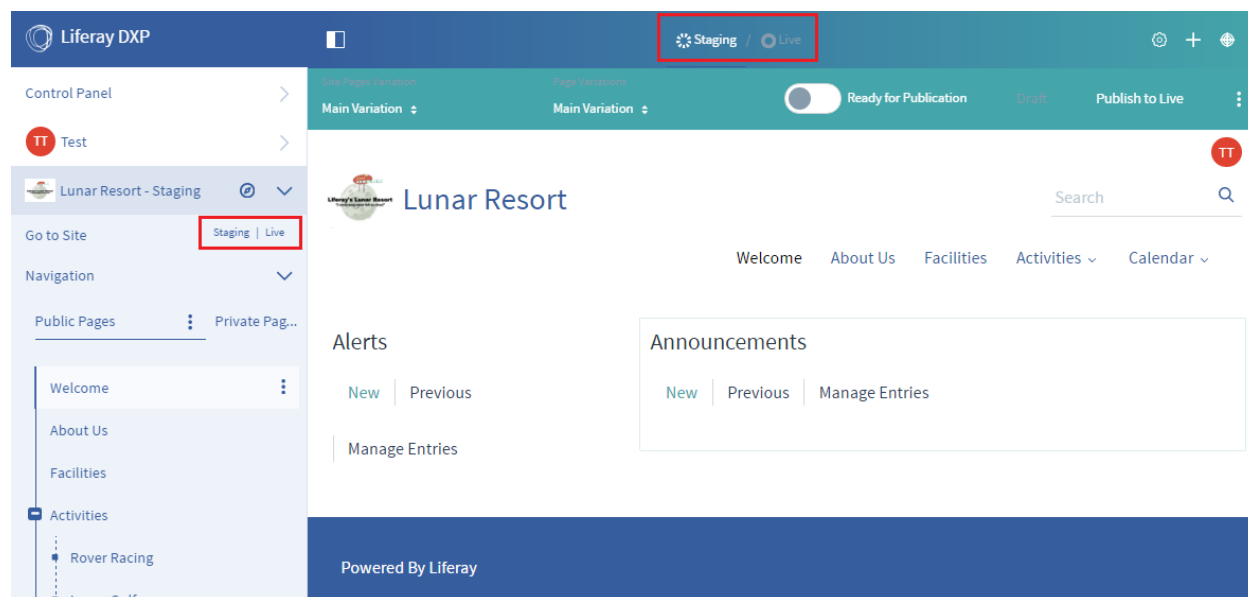 Liferay DXP
Staging / Live
Control Panel
Site Pages Variation
Page Variations
Main Variation
Main Variation
Ready for Publication
Draft
Publish to Live
TT Test
TT
Lunar Resort - Staging
Lunar Resort
Search
Go to Site
Staging | Live
Welcome
About Us
Facilities
Activities
Calendar
Navigation
Public Pages
Private Pag...
Alerts
Announcements
Welcome
New
Previous
New
Previous
Manage Entries
About Us
Manage Entries
Facilities
Activities
Rover Racing
Powered By Liferay